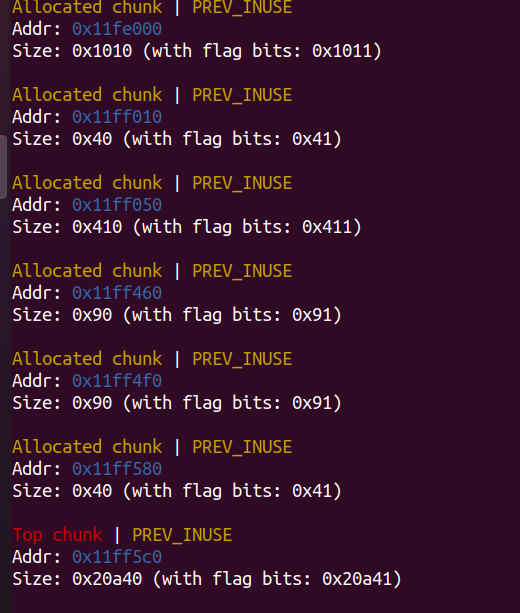 Allocated chunk | PREV_INUSE
Addr: 0x11fe000
Size: 0x1010 (with flag bits: 0x1011)
Allocated chunk | PREV_INUSE
Addr: 0x11ff010
Size: 0x40 (with flag bits: 0x41)
Allocated chunk | PREV_INUSE
Addr: 0x11ff050
Size: 0x410 (with flag bits: 0x411)
Allocated chunk | PREV_INUSE
Addr: 0x11ff460
Size: 0x90 (with flag bits: 0x91)
Allocated chunk | PREV_INUSE
Addr: 0x11ff4f0
Size: 0x90 (with flag bits: 0x91)
Allocated chunk | PREV_INUSE
Addr: 0x11ff580
Size: 0x40 (with flag bits: 0x41)
Top chunk | PREV_INUSE
Addr: 0x11ff5c0
Size: 0x20a40 (with flag bits: 0x20a41)